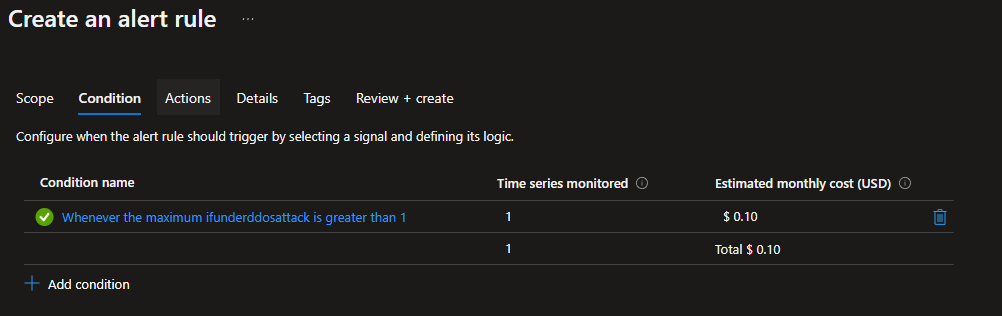 Create an alert rule ...
Scope Condition Actions Details Tags Review + create
Configure when the alert rule should trigger by selecting a signal and defining its logic.
Condition name Time series monitored Estimated monthly cost (USD)
Whenever the maximum ifunderddosattack is greater than 1 1 $ 0.10
1 Total $ 0.10
+ Add condition